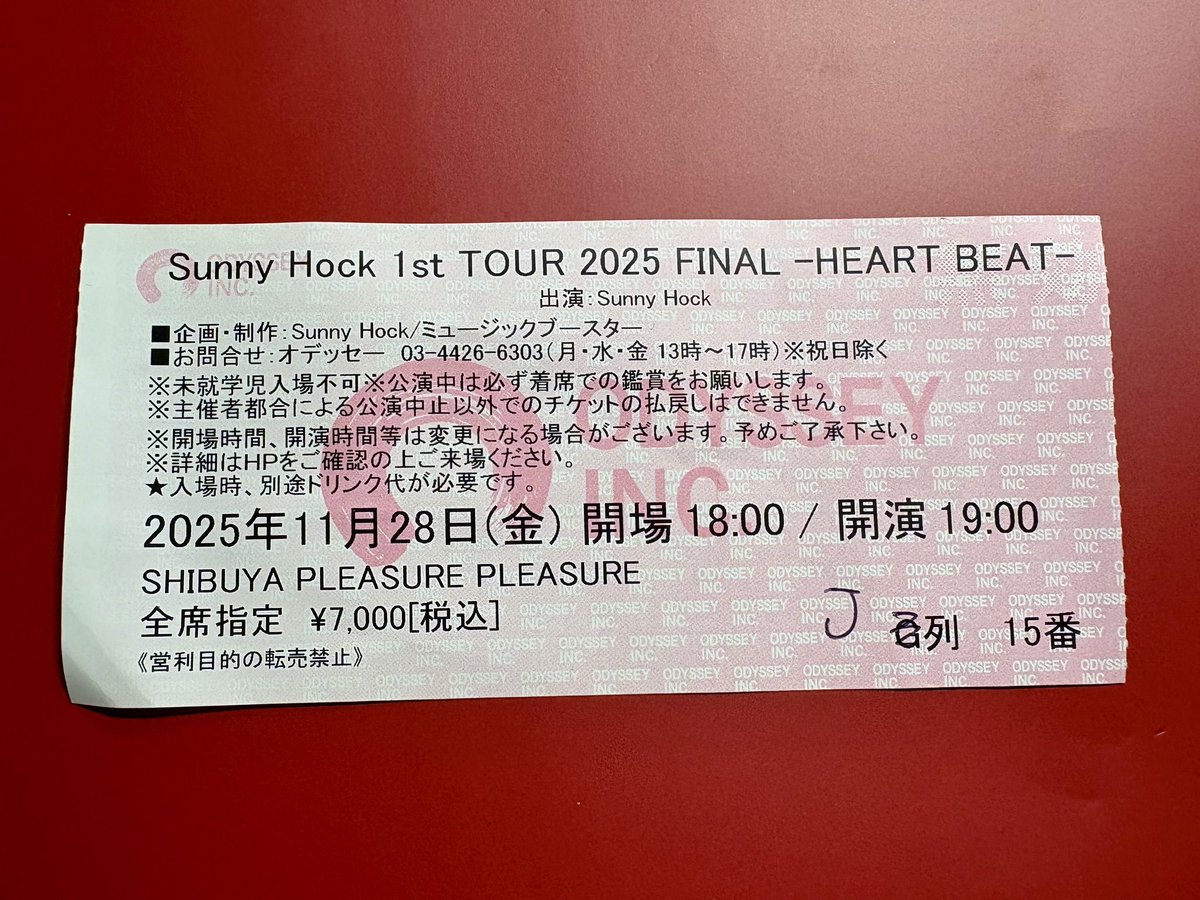 Sunny Hock 1st TOUR 2025 FINAL -HEART BEAT-
出演:Sunny Hock
■企画・制作:Sunny Hock/ミュージックブースター
■お問合せ:オデッセー 03-4426-6303(月・水・金 13時～17時)※祝日除く
※未就学児入場不可※公演中は必ず着席での鑑賞をお願いします。
※主催者都合による公演中止以外でのチケットの払戻しはできません。
※開場時間、開演時間等は変更になる場合がございます。予めご了承下さい。
※詳細はHPをご確認の上ご来場ください。
★入場時、別途ドリンク代が必要です。
ODYSSEY
INC.
2025年11月28日(金) 開場 18:00 / 開演 19:00
SHIBUYA PLEASURE PLEASURE
全席指定 ¥7,000[税込]
J 列 15番
《営利目的の転売禁止》